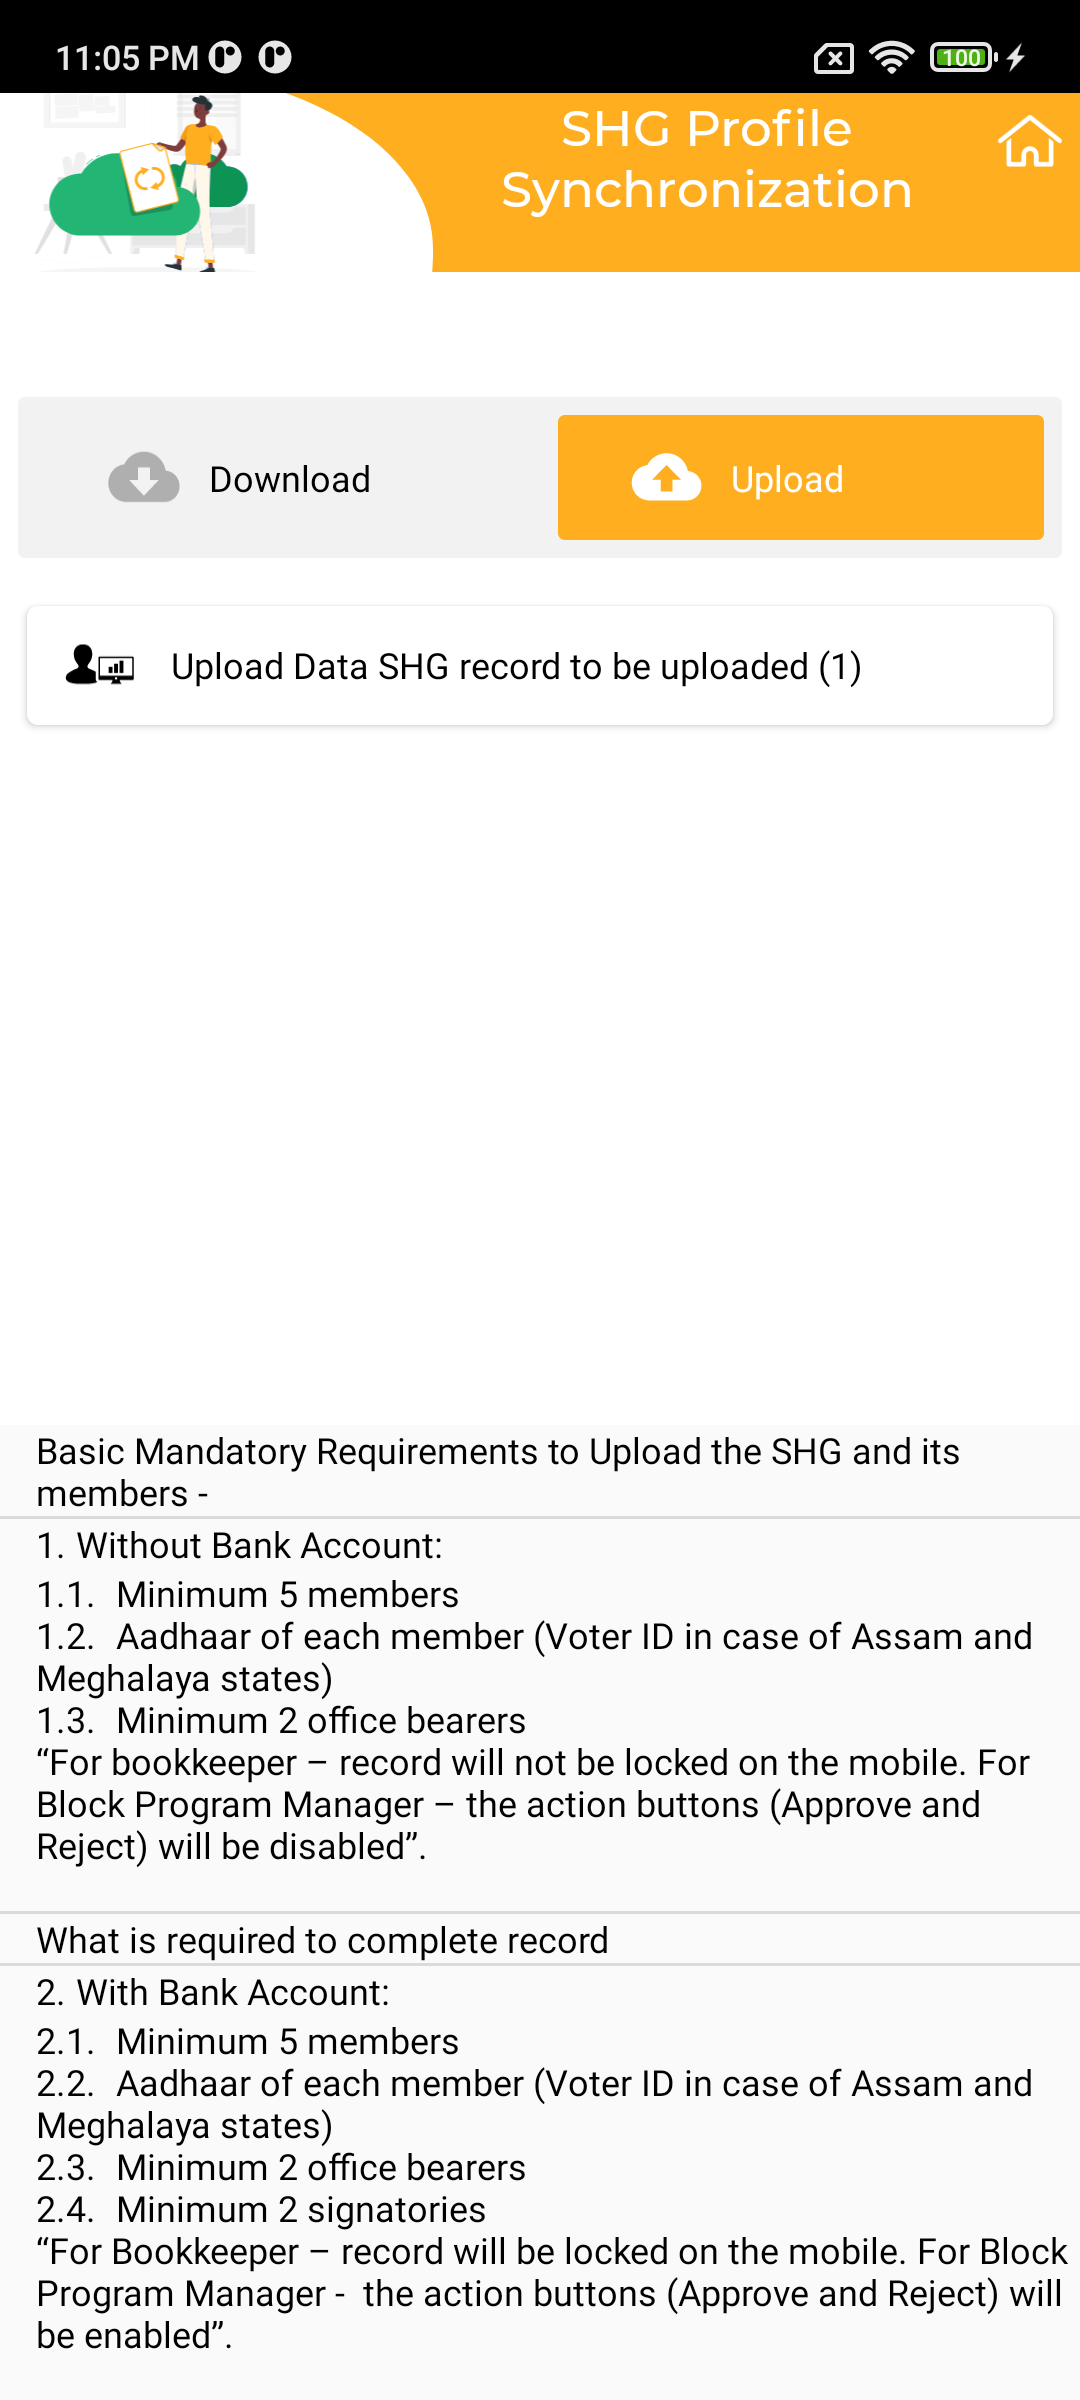 11:05 PM
100
SHG Profile
Synchronization
Download
Upload
Upload Data SHG record to be uploaded (1)
Basic Mandatory Requirements to Upload the SHG and its
members -
1. Without Bank Account:
1.1. Minimum 5 members
1.2. Aadhaar of each member (Voter ID in case of Assam and
Meghalaya states)
1.3. Minimum 2 office bearers
“For bookkeeper – record will not be locked on the mobile. For
Block Program Manager – the action buttons (Approve and
Reject) will be disabled”.
What is required to complete record
2. With Bank Account:
2.1. Minimum 5 members
2.2. Aadhaar of each member (Voter ID in case of Assam and
Meghalaya states)
2.3. Minimum 2 office bearers
2.4. Minimum 2 signatories
“For Bookkeeper – record will be locked on the mobile. For Block
Program Manager - the action buttons (Approve and Reject) will
be enabled”.